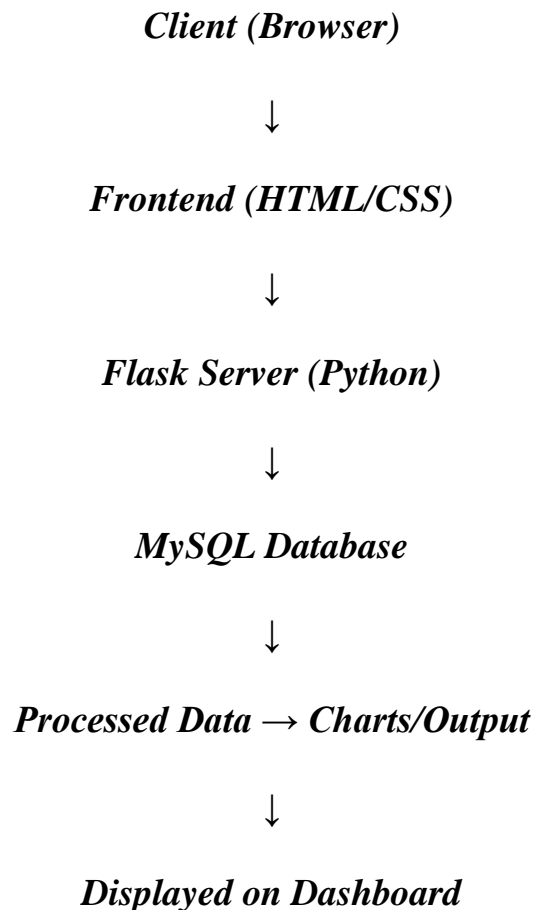 Client (Browser)
↓
Frontend (HTML/CSS)
↓
Flask Server (Python)
↓
MySQL Database
↓
Processed Data → Charts/Output
↓
Displayed on Dashboard